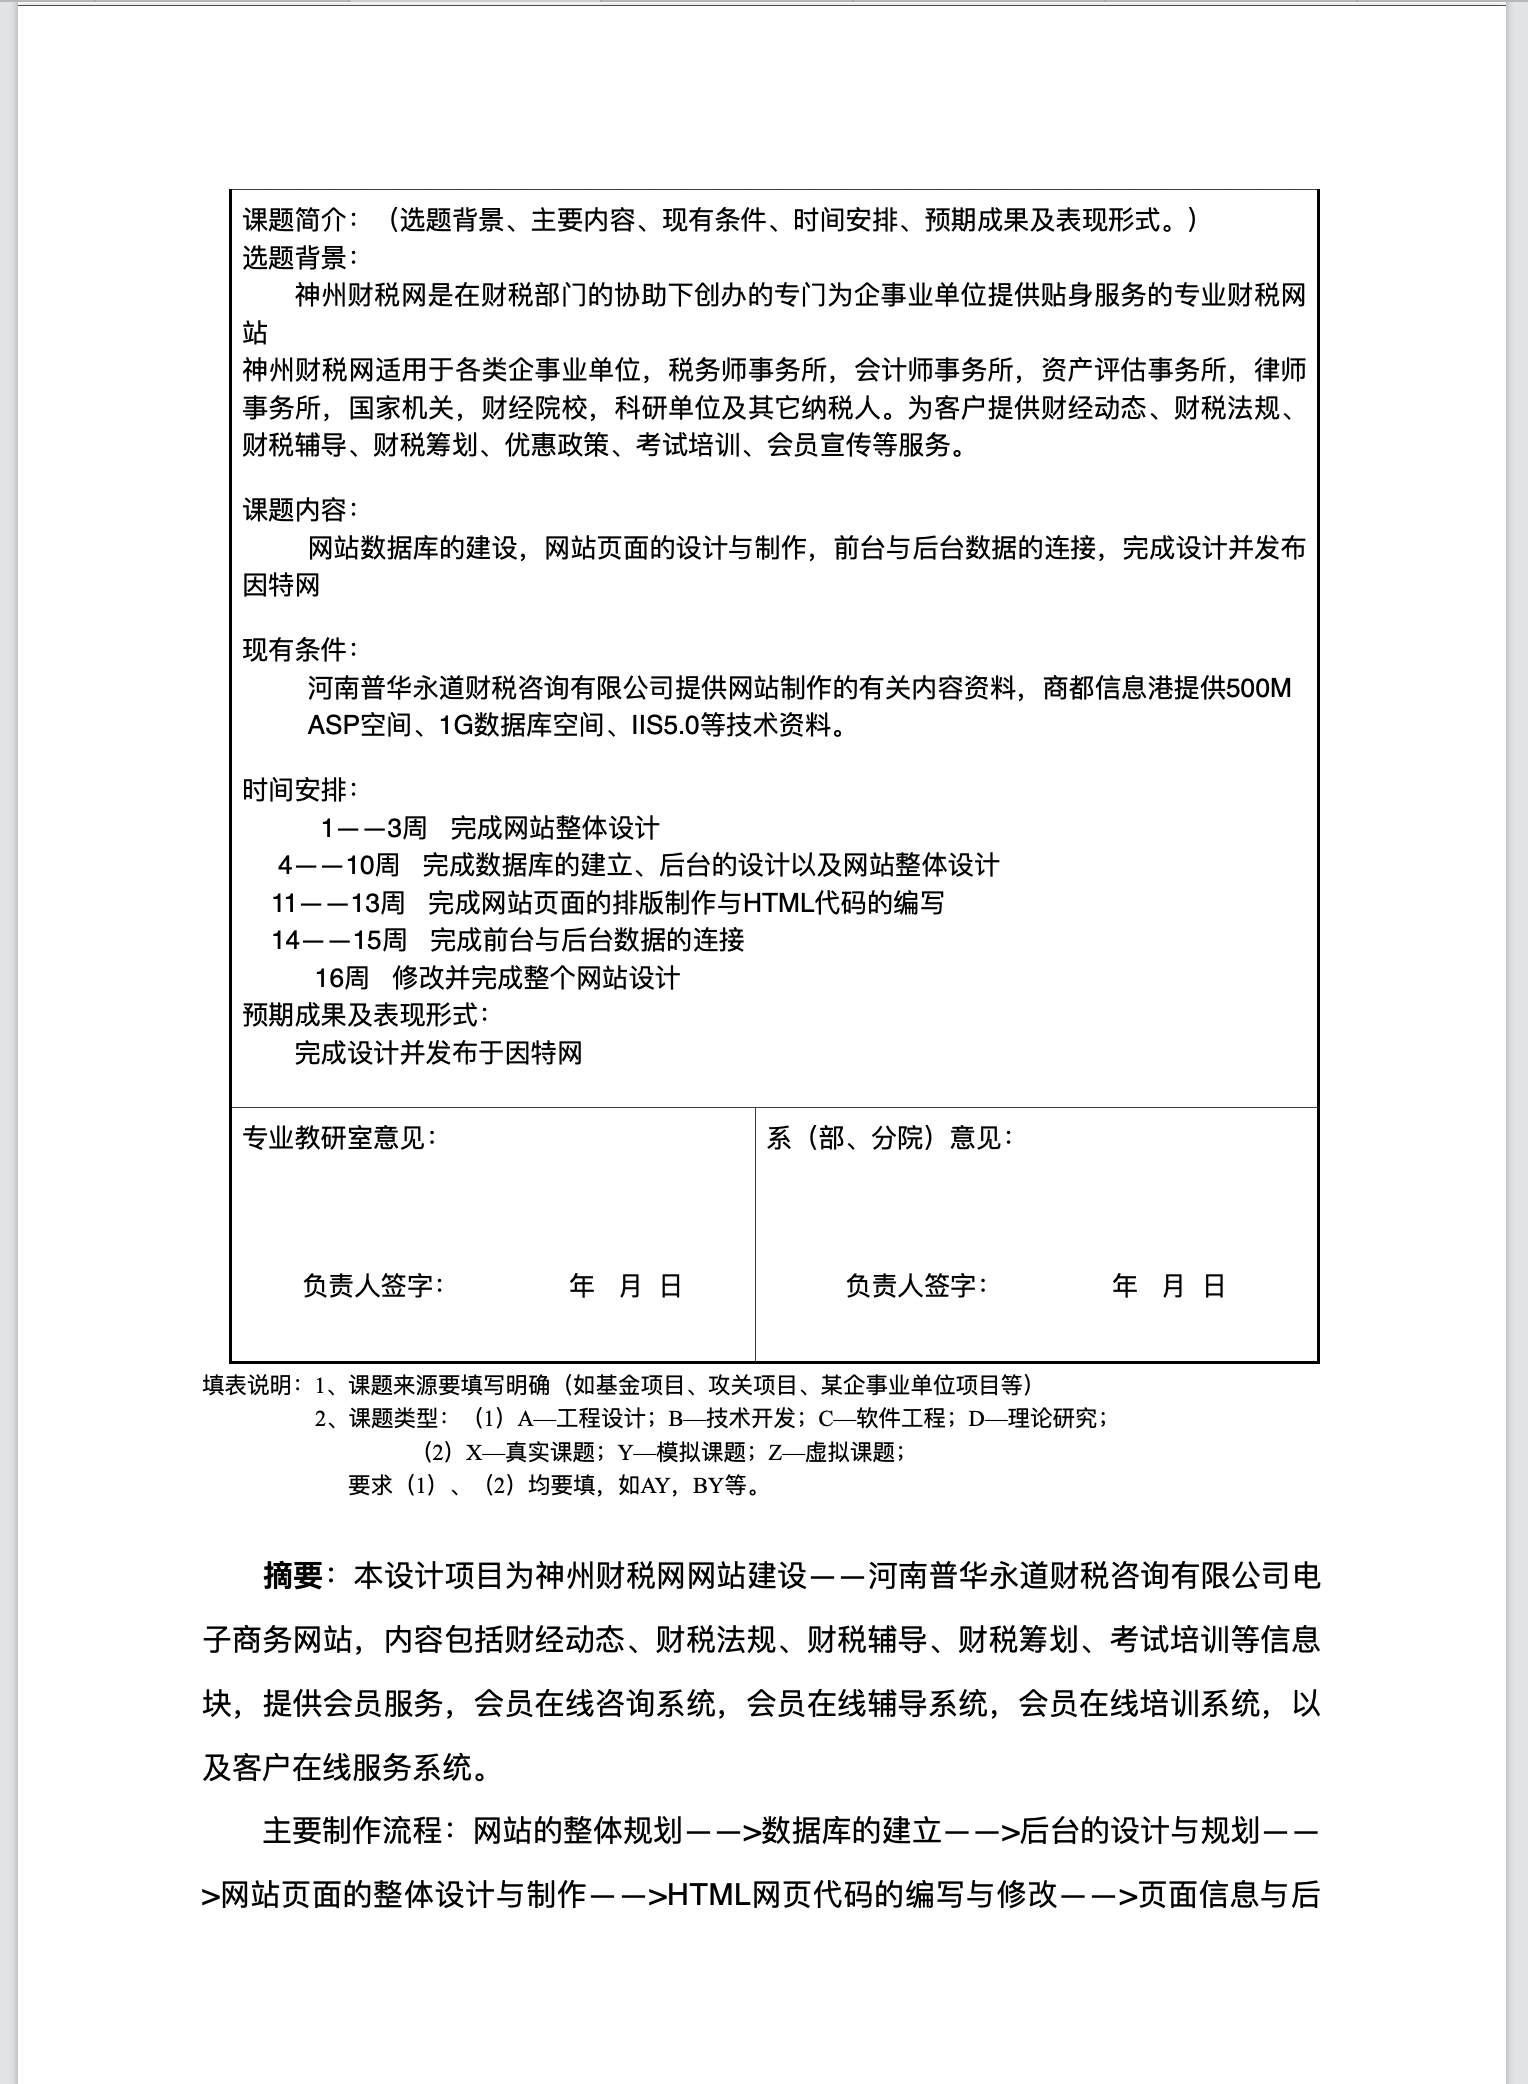 课题简介：（选题背景、主要内容、现有条件、时间安排、预期成果及表现形式。）
选题背景：
神州财税网是在财税部门的协助下创办的专门为企事业单位提供贴身服务的专业财税网
站
神州财税网适用于各类企事业单位，税务师事务所，会计师事务所，资产评估事务所，律师
事务所，国家机关，财经院校，科研单位及其它纳税人。为客户提供财经动态、财税法规、
财税辅导、财税筹划、优惠政策、考试培训、会员宣传等服务。
课题内容：
网站数据库的建设，网站页面的设计与制作，前台与后台数据的连接，完成设计并发布
因特网
现有条件：
河南普华永道财税咨询有限公司提供网站制作的有关内容资料，商都信息港提供500M
ASP空间、1G数据库空间、IIS5.0等技术资料。
时间安排：
1——3周 完成网站整体设计
4——10周 完成数据库的建立、后台的设计以及网站整体设计
11——13周 完成网站页面的排版制作与HTML代码的编写
14——15周 完成前台与后台数据的连接
16周 修改并完成整个网站设计
预期成果及表现形式：
完成设计并发布于因特网
专业教研室意见：
负责人签字： 年 月 日
系（部、分院）意见：
负责人签字： 年 月 日
填表说明：1、课题来源要填写明确（如基金项目、攻关项目、某企事业单位项目等）
2、课题类型：（1）A—工程设计；B—技术开发；C—软件工程；D—理论研究；
（2）X—真实课题；Y—模拟课题；Z—虚拟课题；
要求（1）、（2）均要填，如AY，BY等。
摘要：本设计项目为神州财税网网站建设——河南普华永道财税咨询有限公司电
子商务网站，内容包括财经动态、财税法规、财税辅导、财税筹划、考试培训等信息
块，提供会员服务，会员在线咨询系统，会员在线辅导系统，会员在线培训系统，以
及客户在线服务系统。
主要制作流程：网站的整体规划——>数据库的建立——>后台的设计与规划——
>网站页面的整体设计与制作——>HTML网页代码的编写与修改——>页面信息与后